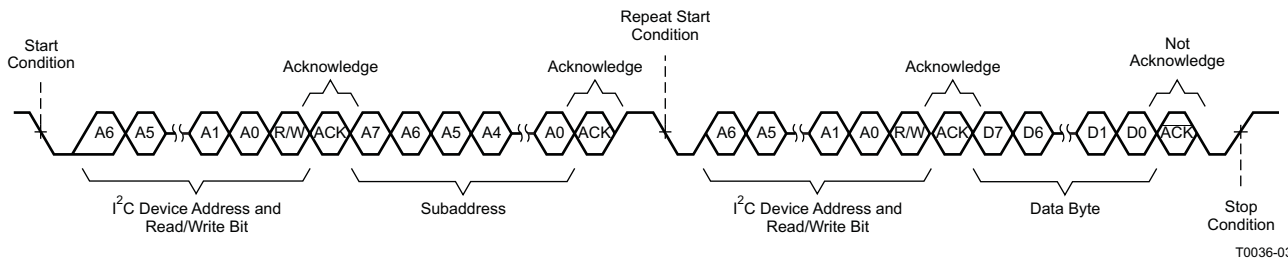 Start
Condition
Acknowledge
Acknowledge
Repeat Start
Condition
Acknowledge
Not
Acknowledge
A6 A5 A1 A0 R/W ACK A7 A6 A5 A4 A0 ACK A6 A5 A1 A0 R/W ACK D7 D6 D1 D0 ACK
I²C Device Address and
Read/Write Bit
Subaddress
I²C Device Address and
Read/Write Bit
Data Byte
Stop
Condition
T0036-03